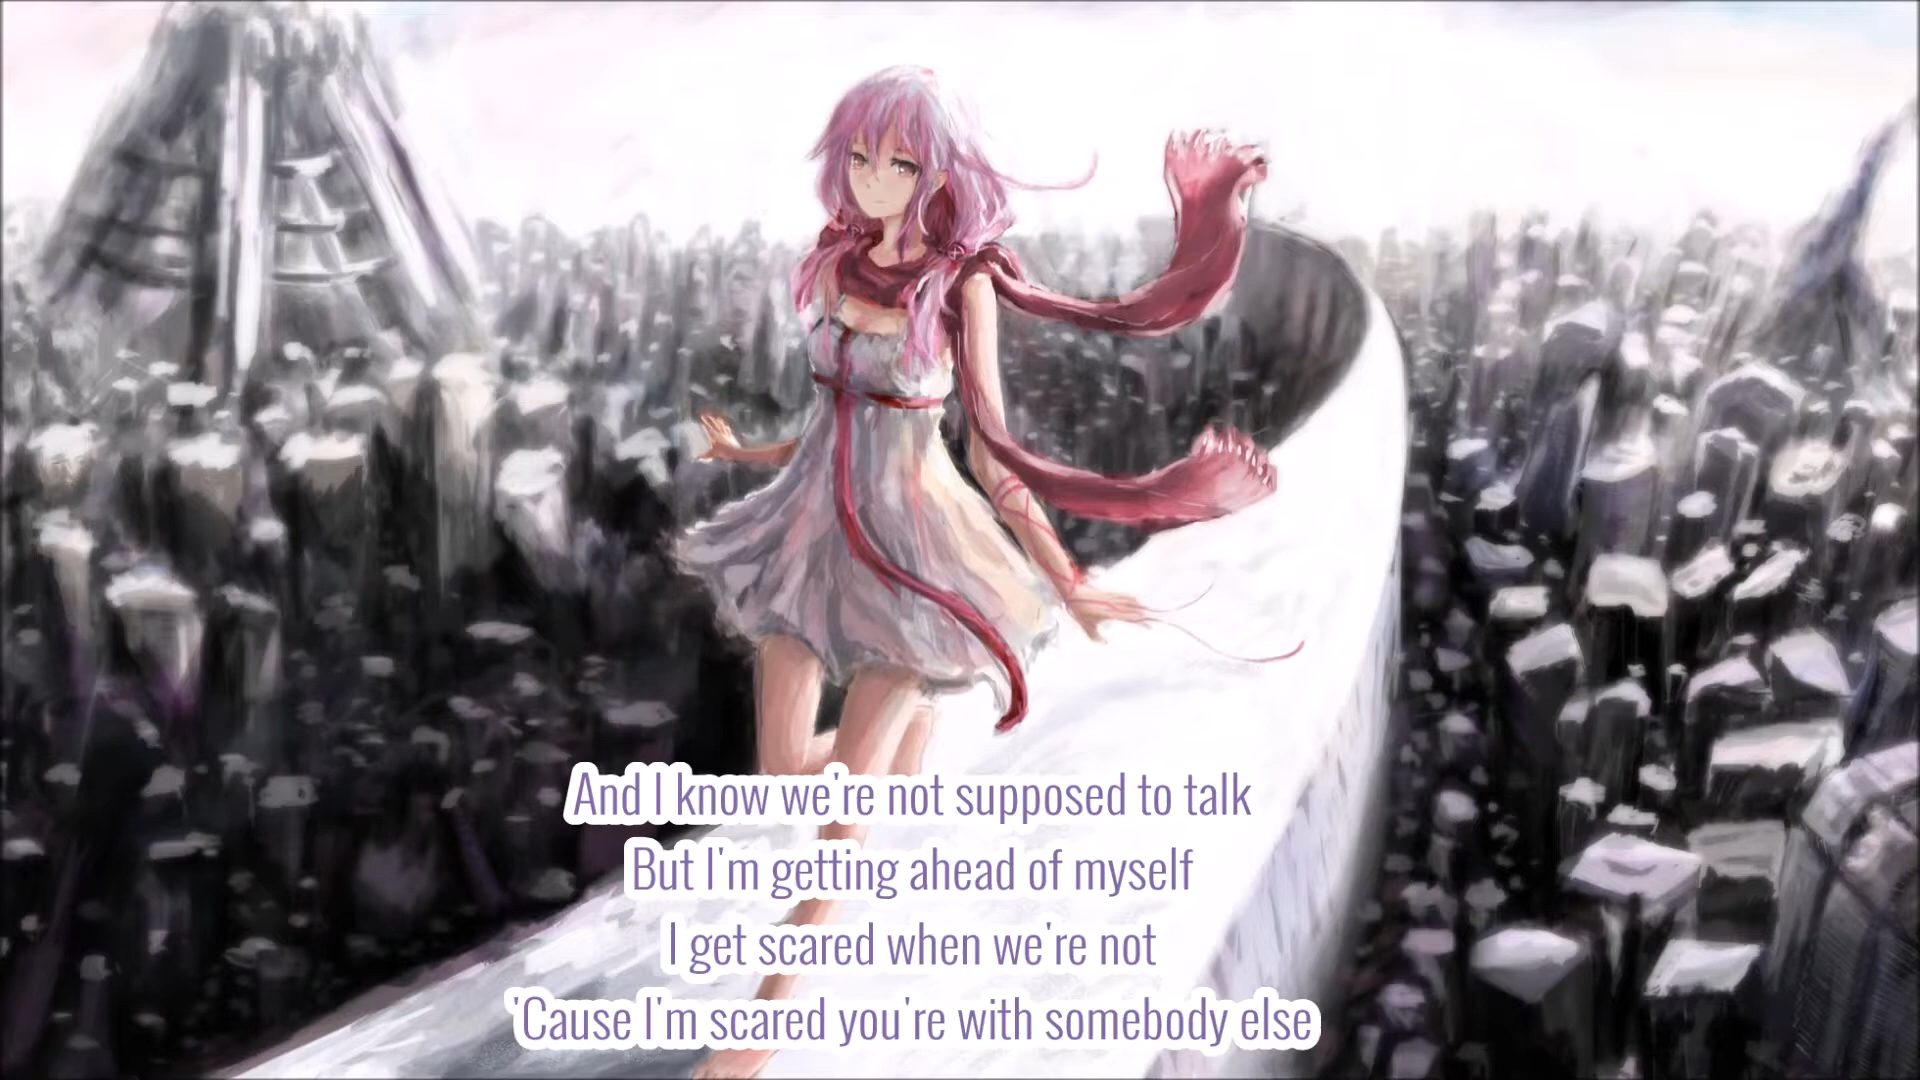 And I know we're not supposed to talk
But I'm getting ahead of myself
I get scared when we're not
'Cause I'm scared you're with somebody else